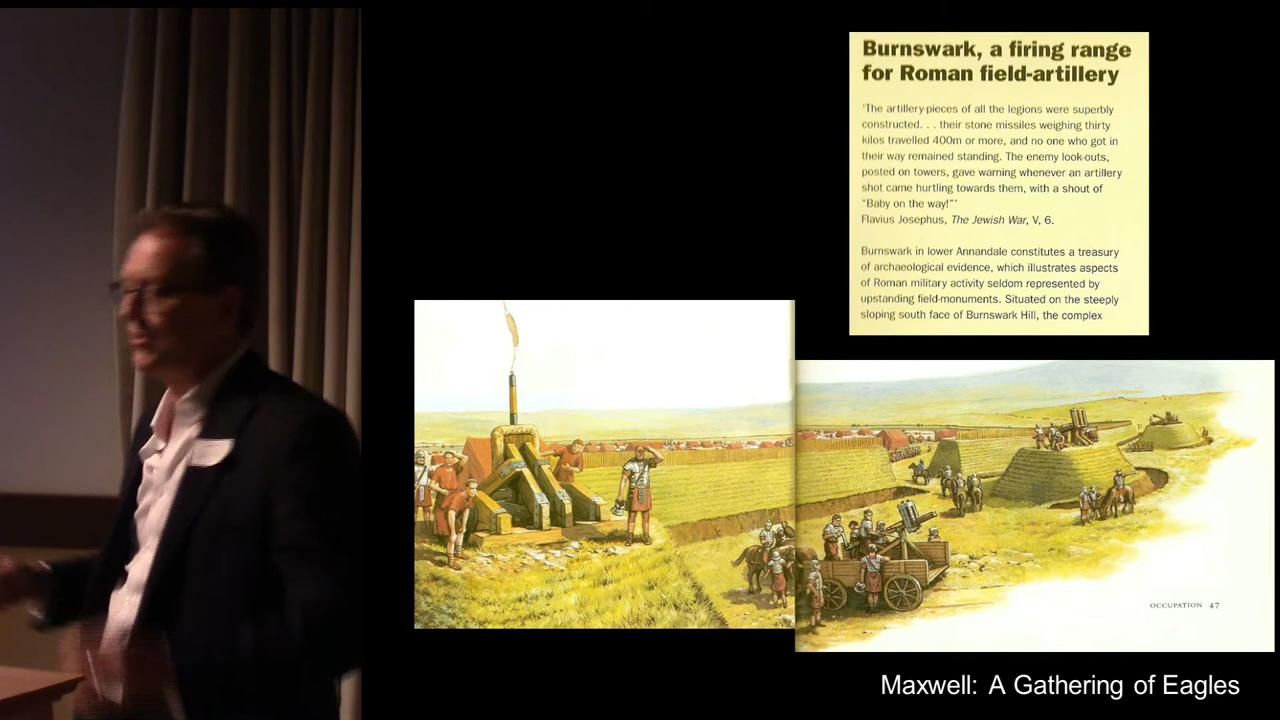 Burnswark, a firing range
for Roman field-artillery
'The artillery-pieces of all the legions were superbly
constructed. . . their stone missiles weighing thirty
kilos travelled 400m or more, and no one who got in
their way remained standing. The enemy look-outs,
posted on towers, gave warning whenever an artillery
shot came hurtling towards them, with a shout of
"Baby on the way!"'
Flavius Josephus, The Jewish War, V, 6.
Burnswark in lower Annandale constitutes a treasury
of archaeological evidence, which illustrates aspects
of Roman military activity seldom represented by
upstanding field-monuments. Situated on the steeply
sloping south face of Burnswark Hill, the complex
OCCUPATION 47
Maxwell: A Gathering of Eagles